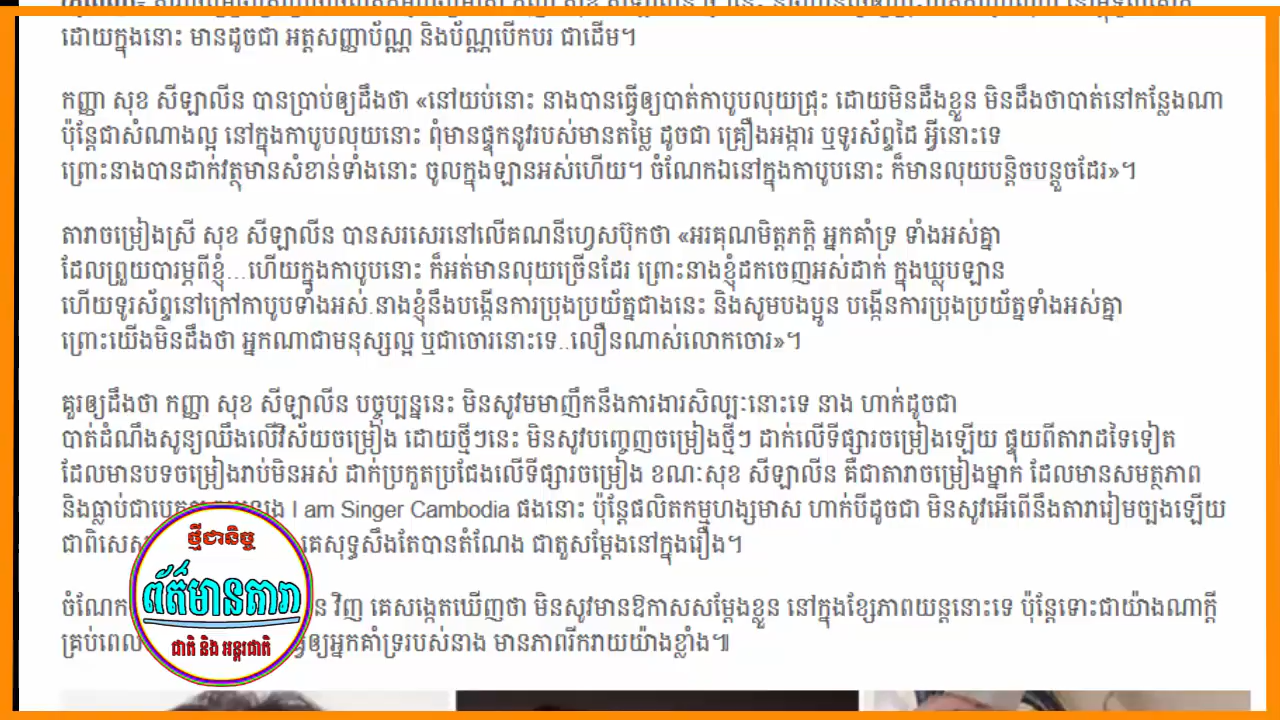 ដោយក្នុងនោះ មានដូចជា អត្តសញ្ញាប័ណ្ណ និងប័ណ្ណបើកបរ ជាដើម។
កញ្ញា សុខ សីឡាលីន បានប្រាប់ឲ្យដឹងថា «នៅយប់នោះ នាងបានធ្វើឲ្យបាត់កាបូបលុយជ្រុះ ដោយមិនដឹងខ្លួន មិនដឹងថាបាត់នៅកន្លែងណា
ប៉ុន្តែជាសំណាងល្អ នៅក្នុងកាបូបលុយនោះ ពុំមានផ្ទុកនូវរបស់មានតម្លៃ ដូចជា គ្រឿងអង្ការ ឬទូរស័ព្ទដៃ អ្វីនោះទេ
ព្រោះនាងបានដាក់វត្ថុមានសំខាន់ទាំងនោះ ចូលក្នុងឡានអស់ហើយ។ ចំណែកឯនៅក្នុងកាបូបនោះ ក៏មានលុយបន្តិចបន្តួចដែរ»។
តារាចម្រៀងស្រី សុខ សីឡាលីន បានសរសេរនៅលើគណនីហ្វេសប៊ុកថា «អរគុណមិត្តភក្តិ អ្នកគាំទ្រ ទាំងអស់គ្នា
ដែលព្រួយបារម្ភពីខ្ញុំ...ហើយក្នុងកាបូបនោះ ក៏អត់មានលុយច្រើនដែរ ព្រោះនាងខ្ញុំដកចេញអស់ដាក់ ក្នុងឃ្លុបឡាន
ហើយទូរស័ព្ទនៅក្រៅកាបូបទាំងអស់.នាងខ្ញុំនឹងបង្កើនការប្រុងប្រយ័ត្នជាងនេះ និងសូមបងប្អូន បង្កើនការប្រុងប្រយ័ត្នទាំងអស់គ្នា
ព្រោះយើងមិនដឹងថា អ្នកណាជាមនុស្សល្អ ឬជាចោរនោះទេ..លឿនណាស់លោកចោរ»។
គួរឲ្យដឹងថា កញ្ញា សុខ សីឡាលីន បច្ចុប្បន្ននេះ មិនសូវមមាញឹកនឹងការងារសិល្បៈនោះទេ នាង ហាក់ដូចជា
បាត់ដំណឹងសូន្យឈឹងលើវិស័យចម្រៀង ដោយថ្មីៗនេះ មិនសូវបញ្ចេញចម្រៀងថ្មីៗ ដាក់លើទីផ្សារចម្រៀងឡើយ ផ្ទុយពីតារាដទៃទៀត
ដែលមានបទចម្រៀងរាប់មិនអស់ ដាក់ប្រកួតប្រជែងលើទីផ្សារចម្រៀង ខណៈសុខ សីឡាលីន គឺជាតារាចម្រៀងម្នាក់ ដែលមានសមត្ថភាព
និងធ្លាប់ជា I am Singer Cambodia ផងនោះ ប៉ុន្តែផលិតកម្មហង្សមាស ហាក់បីដូចជា មិនសូវអើពើនឹងតារារៀមច្បងឡើយ
ជាពិសេស គេសុទ្ធសឹងតែបានតំណែង ជាតួសម្តែងនៅក្នុងរឿង។
ចំណែក វិញ គេសង្កេតឃើញថា មិនសូវមានឱកាសសម្តែងខ្លួន នៅក្នុងខ្សែភាពយន្តនោះទេ ប៉ុន្តែទោះជាយ៉ាងណាក្តី
គ្រប់ពេល ឲ្យអ្នកគាំទ្ររបស់នាង មានភាពរីករាយយ៉ាងខ្លាំង៕
ថ្មីជានិច្ច
ព័ត៌មានតារា
ជាតិ និង អន្តរជាតិ